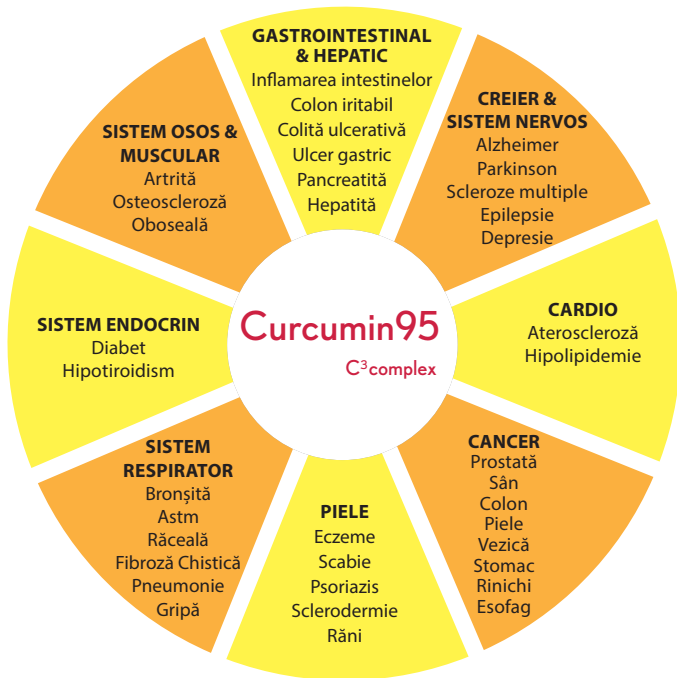 GASTROINTESTINAL
& HEPATIC
Inflamarea intestinelor
Colon iritabil
Colită ulcerativă
Ulcer gastric
Pancreatită
Hepatită
CREIER &
SISTEM NERVOS
Alzheimer
Parkinson
Scleroze multiple
Epilepsie
Depresie
CARDIO
Ateroscleroză
Hipolipidemie
CANCER
Prostată
Sân
Colon
Piele
Vezică
Stomac
Rinichi
Esofag
PIELE
Eczeme
Scabie
Psoriazis
Sclerodermie
Răni
SISTEM
RESPIRATOR
Bronșită
Astm
Răceală
Fibroză Chistică
Pneumonie
Gripă
SISTEM ENDOCRIN
Diabet
Hipotiroidism
SISTEM OSOS &
MUSCULAR
Artrită
Osteoscleroză
Oboseală
Curcumin95
C³complex